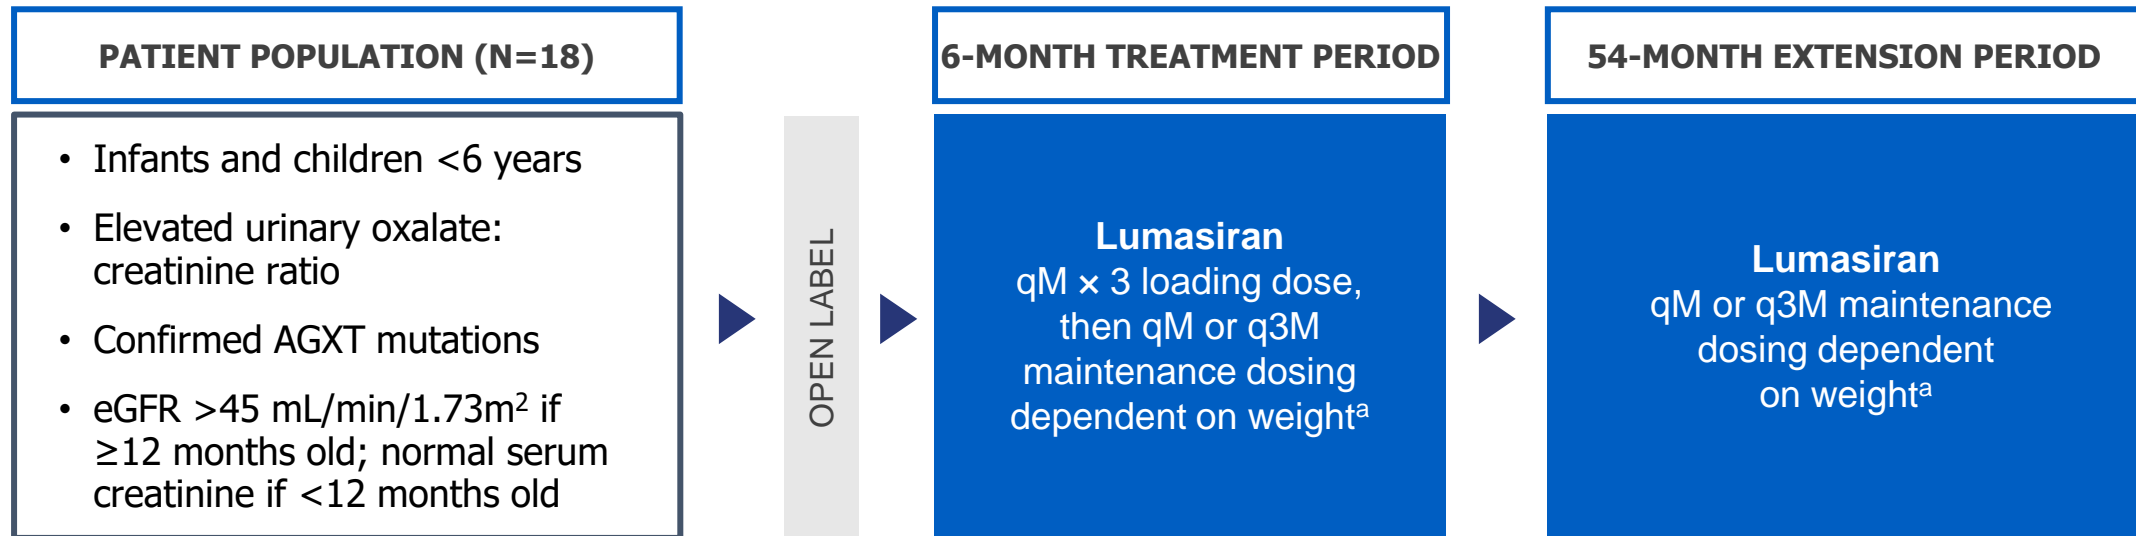 PATIENT POPULATION (N=18)
• Infants and children <6 years
• Elevated urinary oxalate:
creatinine ratio
• Confirmed AGXT mutations
• eGFR >45 mL/min/1.73m² if
≥12 months old; normal serum
creatinine if <12 months old
OPEN LABEL
6-MONTH TREATMENT PERIOD
Lumasiran
qM × 3 loading dose,
then qM or q3M
maintenance dosing
dependent on weightᵃ
54-MONTH EXTENSION PERIOD
Lumasiran
qM or q3M maintenance
dosing dependent
on weightᵃ